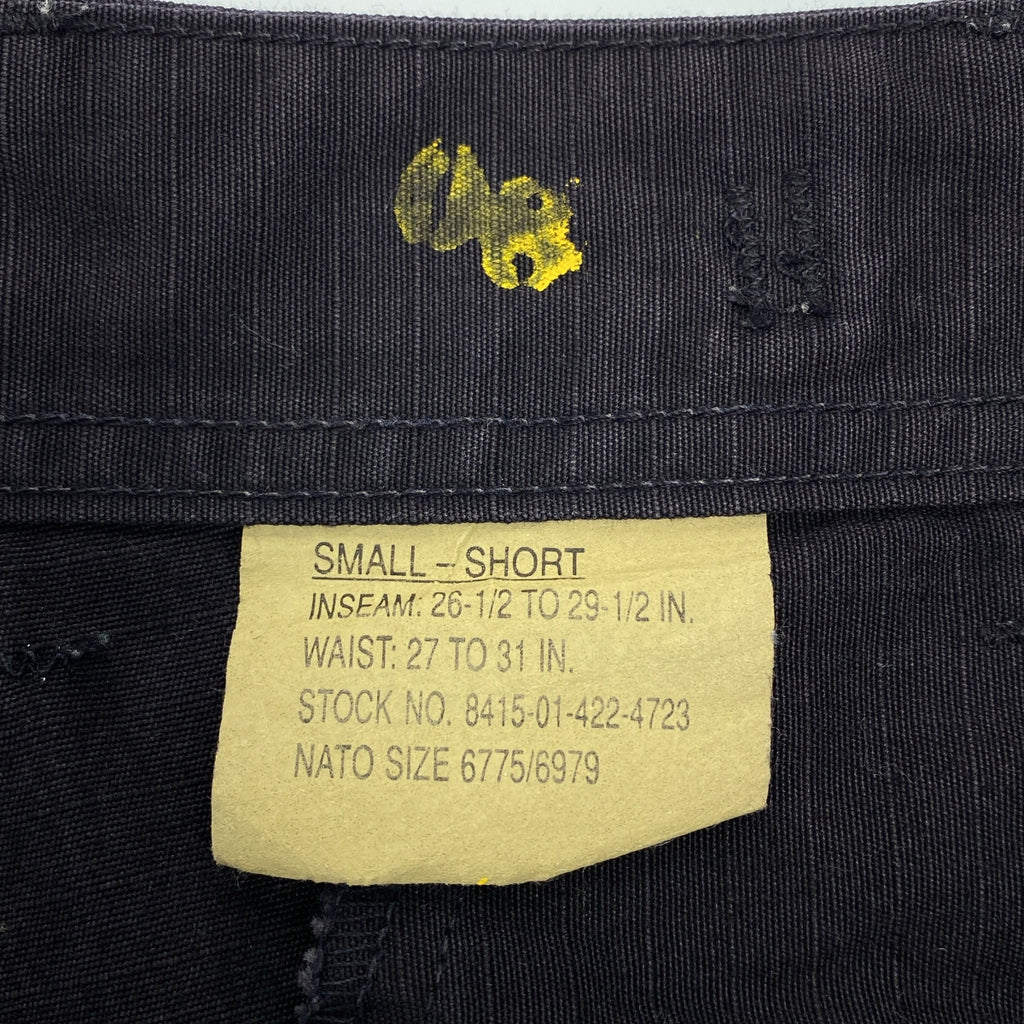 SMALL – SHORT
INSEAM: 26-1/2 TO 29-1/2 IN.
WAIST: 27 TO 31 IN.
STOCK NO. 8415-01-422-4723
NATO SIZE 6775/6979